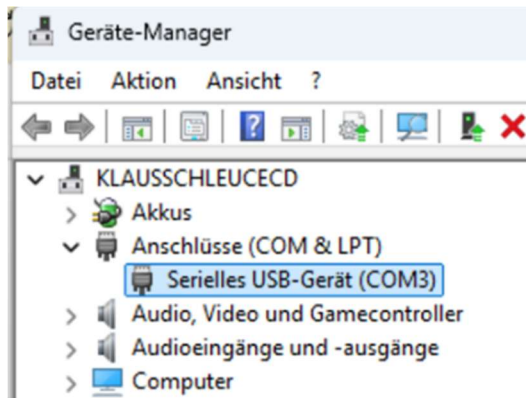 Geräte-Manager
Datei Aktion Ansicht ?
KLAUSSCHLEUCECD
Akkus
Anschlüsse (COM & LPT)
Serielles USB-Gerät (COM3)
Audio, Video und Gamecontroller
Audioeingänge und -ausgänge
Computer